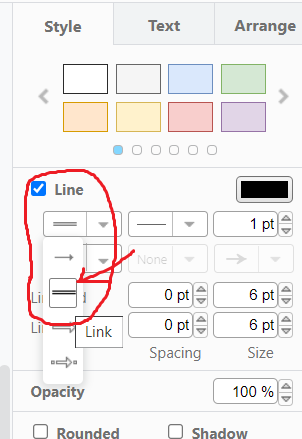 Style Text Arrange
Line
1 pt
None
Lin d
0 pt 6 pt
Li
Link
0 pt 6 pt
Spacing Size
Opacity 100 %
Rounded Shadow